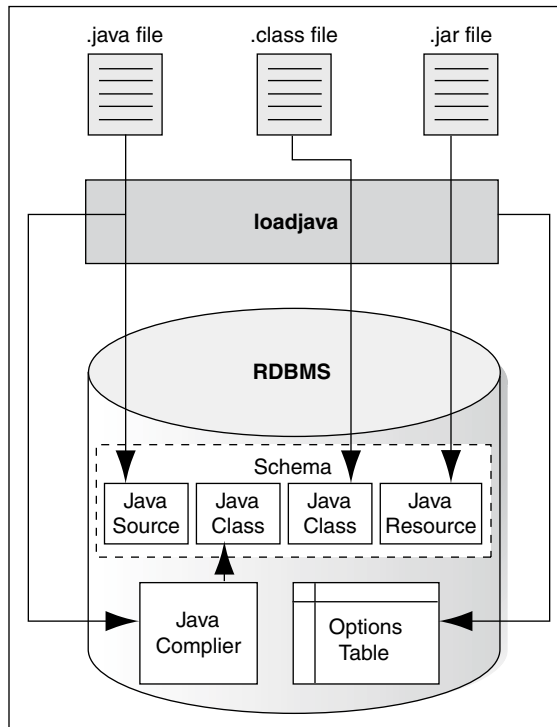 .java file
.class file
.jar file
loadjava
RDBMS
Schema
Java
Source
Java
Class
Java
Class
Java
Resource
Java
Complier
Options
Table